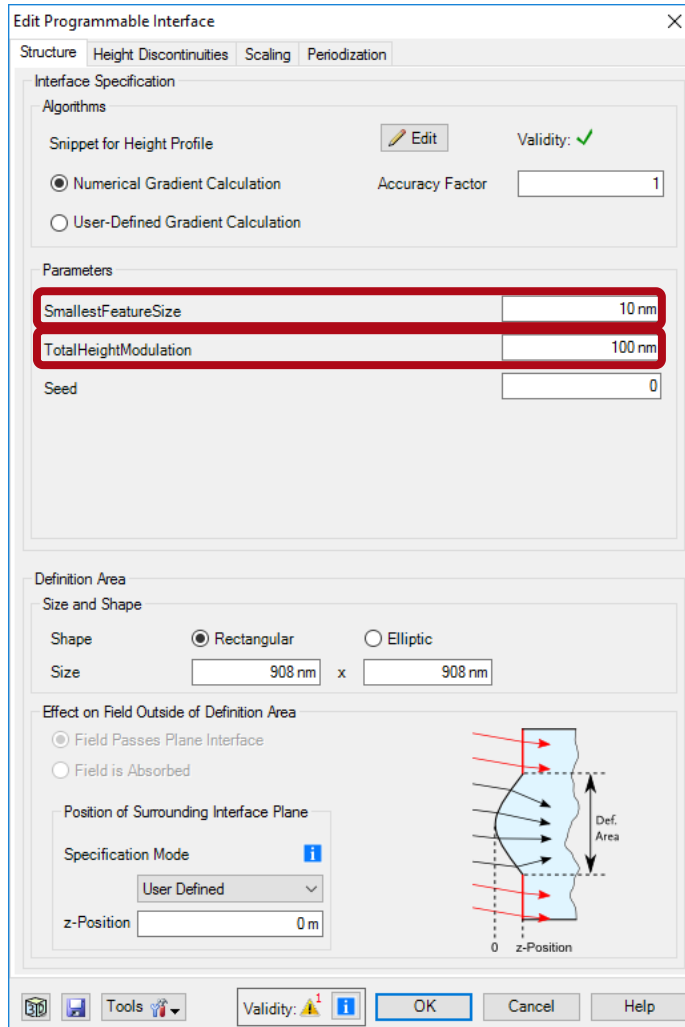 Edit Programmable Interface
Structure Height Discontinuities Scaling Periodization
Interface Specification
Algorithms
Snippet for Height Profile Edit Validity:
Numerical Gradient Calculation Accuracy Factor 1
User-Defined Gradient Calculation
Parameters
SmallestFeatureSize 10 nm
TotalHeightModulation 100 nm
Seed 0
Definition Area
Size and Shape
Shape Rectangular Elliptic
Size 908 nm x 908 nm
Effect on Field Outside of Definition Area
Field Passes Plane Interface
Field is Absorbed
Position of Surrounding Interface Plane
Specification Mode
User Defined
z-Position 0 m
Def.
Area
0 z-Position
3D Tools Validity: 1 OK Cancel Help